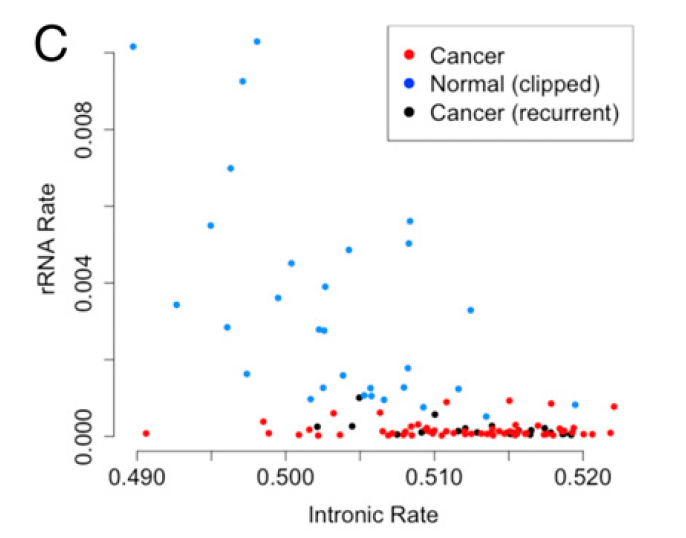 C
Cancer
Normal (clipped)
Cancer (recurrent)
rRNA Rate
0.008
0.004
0.000
0.490 0.500 0.510 0.520
Intronic Rate